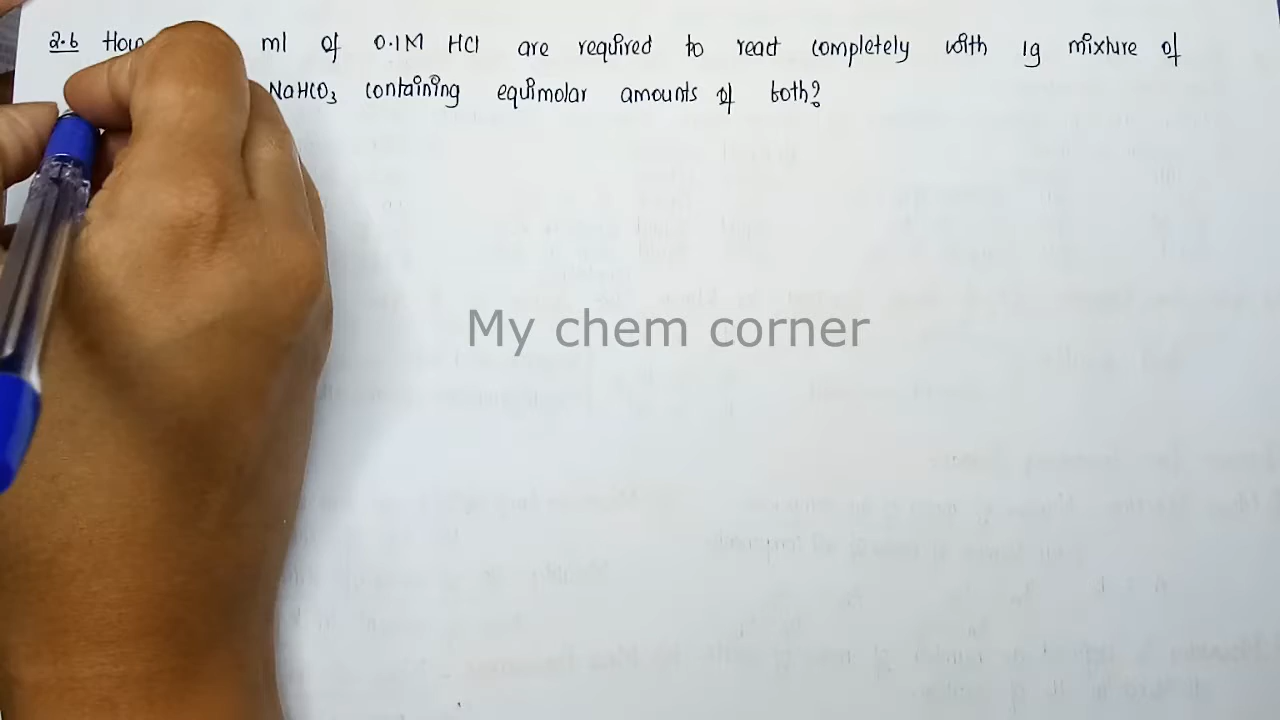 2.6 How ml of 0.1M HCl are required to react completely with 1g mixture of
NaHCO3 containing equimolar amounts of both?
My chem corner